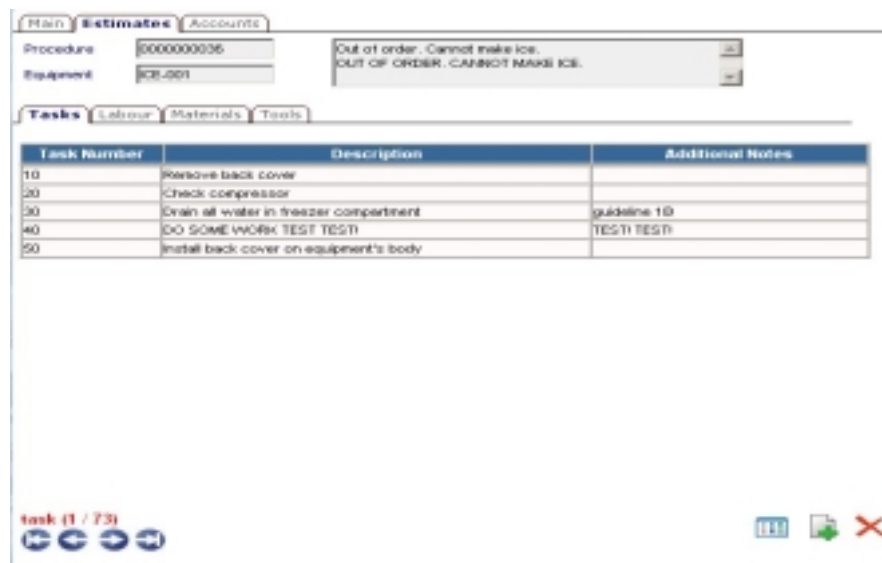 Main Estimates Accounts
Procedure 0000000036 Out of order. Cannot make ice.
OUT OF ORDER. CANNOT MAKE ICE.
Equipment ICE-001
Tasks Labour Materials Tools
Task Number Description Additional Notes
10 Remove back cover
20 Check compressor
30 Drain all water in freezer compartment guideline
40 DO SOME WORK TEST TEST! TEST! TEST!
50 Install back cover on equipment's body
task (1 / 73)